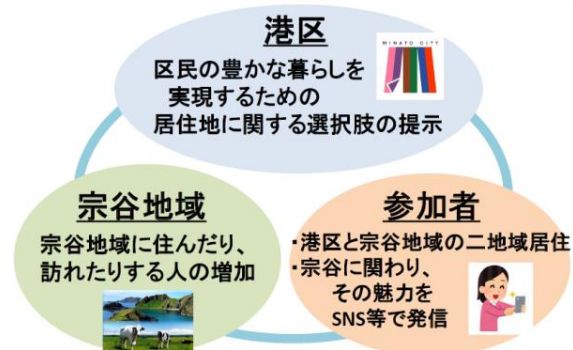 港区
MINATO CITY
区民の豊かな暮らしを
実現するための
居住地に関する選択肢の提示
宗谷地域
宗谷地域に住んだり、
訪れたりする人の増加
参加者
・港区と宗谷地域の二地域居住
・宗谷に関わり、
その魅力を
SNS等で発信